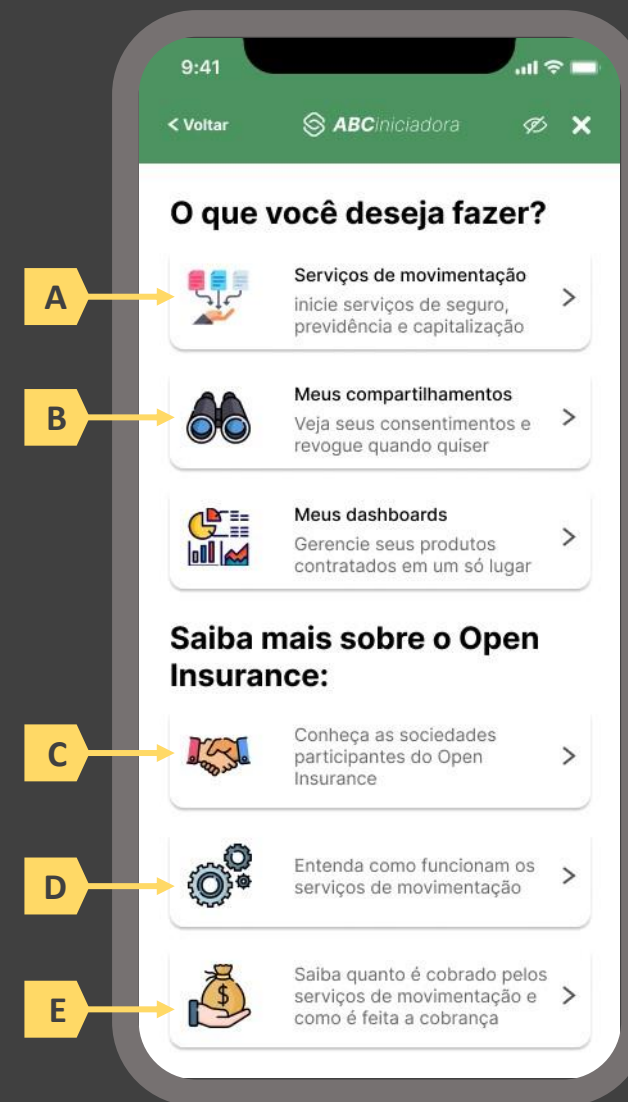 9:41
< Voltar
ABCiniciadora
O que você deseja fazer?
A
Serviços de movimentação
inicie serviços de seguro,
previdência e capitalização
B
Meus compartilhamentos
Veja seus consentimentos e
revogue quando quiser
Meus dashboards
Gerencie seus produtos
contratados em um só lugar
Saiba mais sobre o Open
Insurance:
C
Conheça as sociedades
participantes do Open
Insurance
D
Entenda como funcionam os
serviços de movimentação
E
$
Saiba quanto é cobrado pelos
serviços de movimentação e
como é feita a cobrança